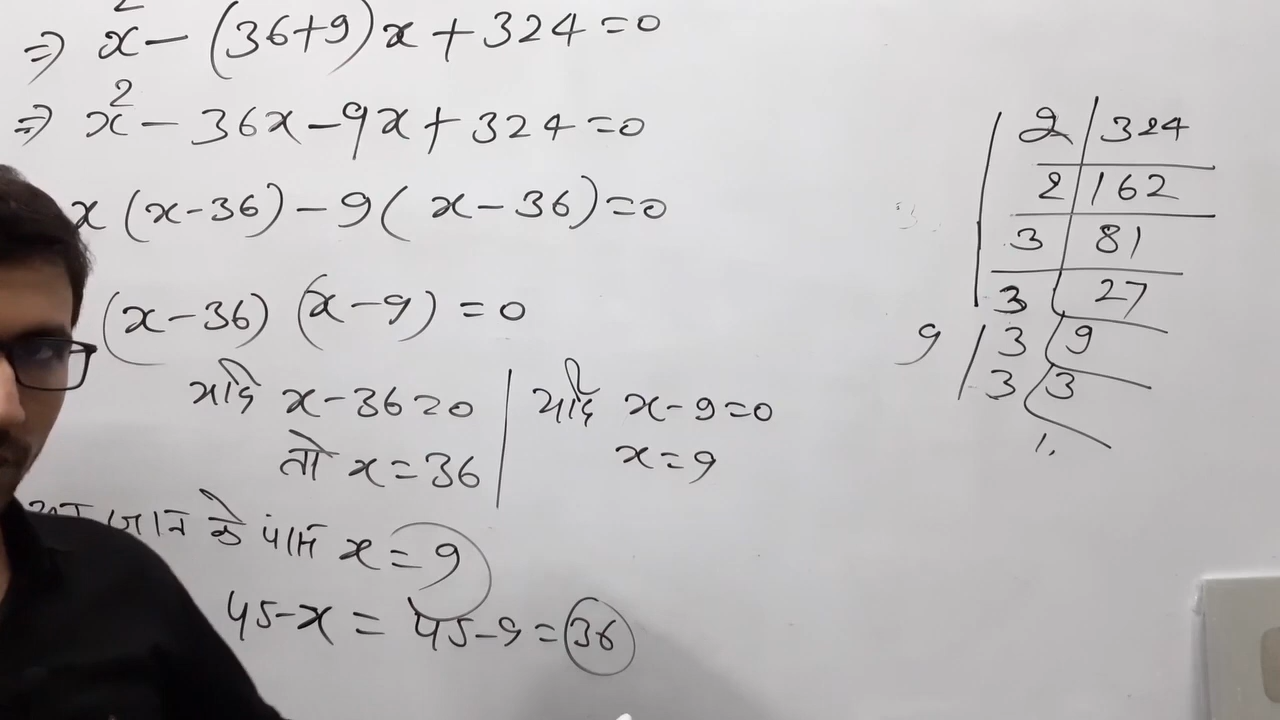 ⇒ x² - (36+9)x + 324 = 0
⇒ x² - 36x - 9x + 324 = 0
x (x-36) - 9 ( x - 36) = 0
(x-36) (x-9) = 0
यदि x-36=0 | यदि x-9=0
तो x=36 | x=9
के पास x = 9
45-x = 45-9 = 36
2 | 324
2 | 162
3 | 81
3 | 27
9 | 3 | 9
3 | 3
1.